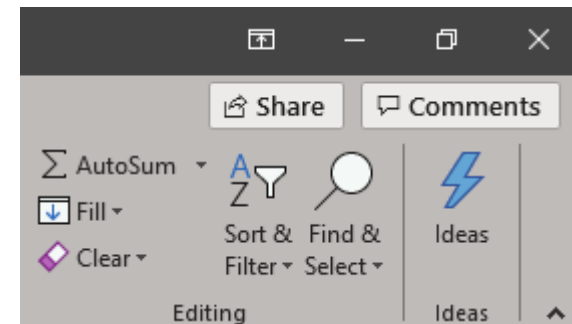 Share Comments
AutoSum
Fill
Clear
Sort &
Filter
Find &
Select
Ideas
Editing Ideas